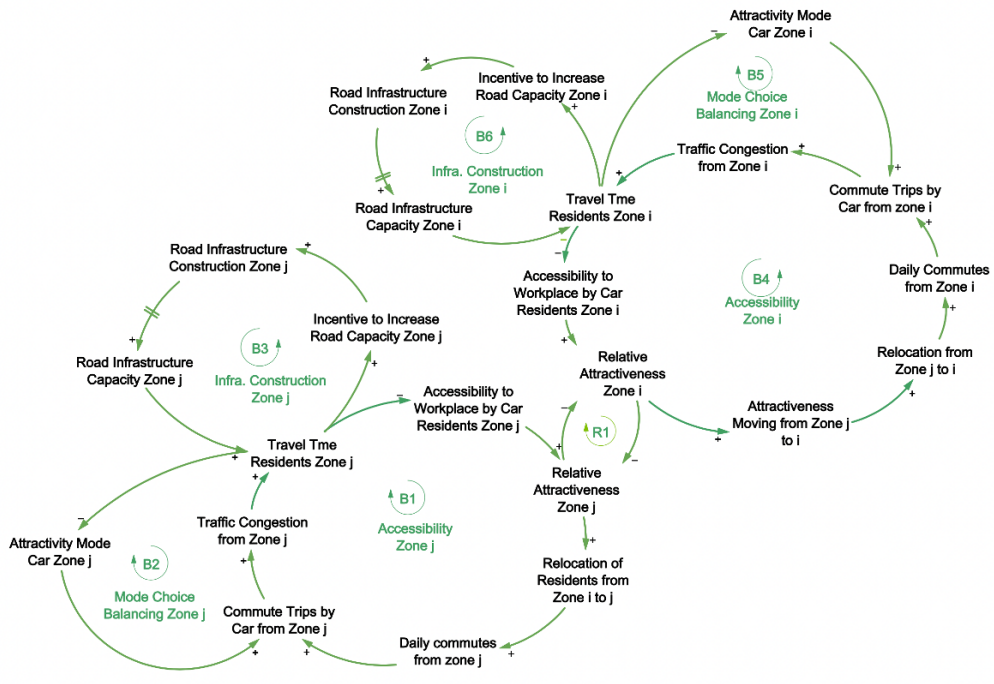 Attractivity Mode
Car Zone i
B5
Mode Choice
Balancing Zone i
Incentive to Increase
Road Capacity Zone i
Road Infrastructure
Construction Zone i
B6
Infra. Construction
Zone i
Traffic Congestion
from Zone i
Commute Trips by
Car from zone i
Travel Tme
Residents Zone i
Road Infrastructure
Capacity Zone i
Road Infrastructure
Construction Zone j
Accessibility to
Workplace by Car
Residents Zone i
B4
Accessibility
Zone i
Daily Commutes
from Zone i
Incentive to Increase
Road Capacity Zone j
B3
Infra. Construction
Zone j
Road Infrastructure
Capacity Zone j
Relative
Attractiveness
Zone i
Relocation from
Zone j to i
Accessibility to
Workplace by Car
Residents Zone j
R1
Attractiveness
Moving from Zone j
to i
Travel Tme
Residents Zone j
Relative
Attractiveness
Zone j
B1
Accessibility
Zone j
Traffic Congestion
from Zone j
Attractivity Mode
Car Zone j
B2
Mode Choice
Balancing Zone j
Relocation of
Residents from
Zone i to j
Commute Trips by
Car from Zone j
Daily commutes
from zone j